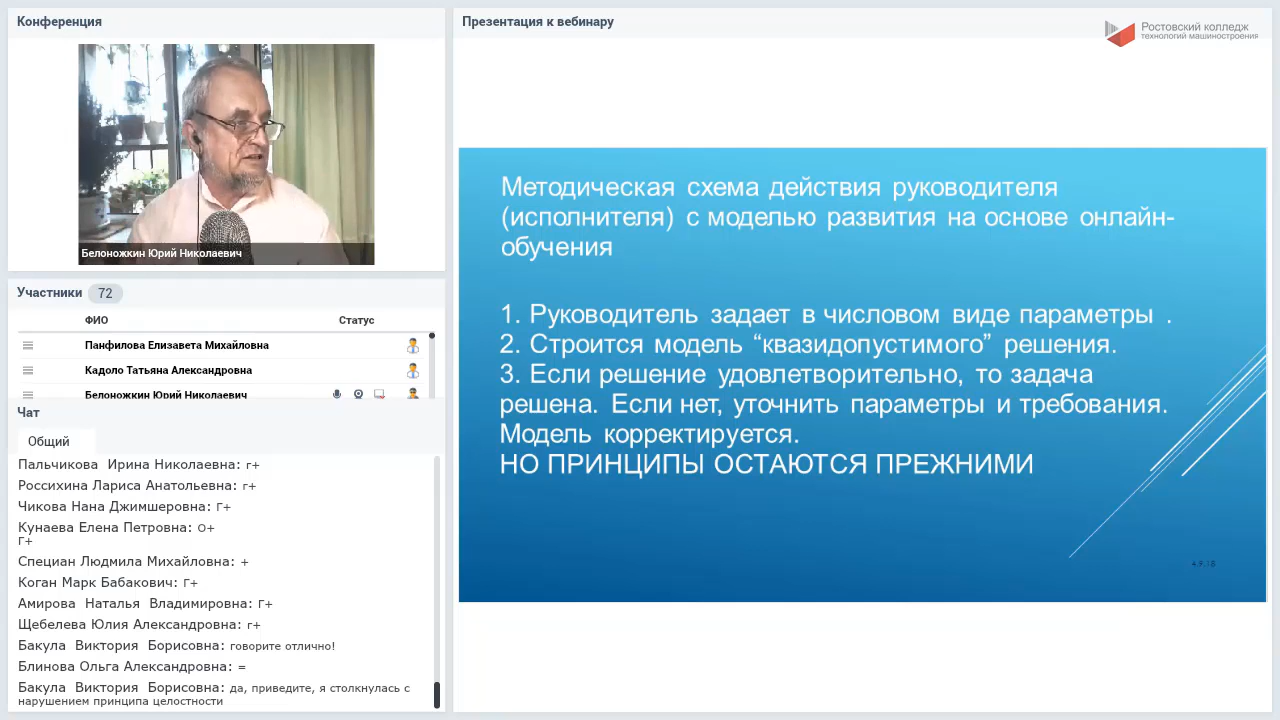 Конференция
Белоножкин Юрий Николаевич
Участники 72
ФИО Статус
Панфилова Елизавета Михайловна
Кадоло Татьяна Александровна
Белоножкин Юрий Николаевич
Чат
Общий
Пальчикова Ирина Николаевна: г+
Россихина Лариса Анатольевна: г+
Чикова Нана Джимшеровна: Г+
Кунаева Елена Петровна: О+
Г+
Специан Людмила Михайловна: +
Коган Марк Бабакович: Г+
Амирова Наталья Владимировна: Г+
Щебелева Юлия Александровна: г+
Бакула Виктория Борисовна: говорите отлично!
Блинова Ольга Александровна: =
Бакула Виктория Борисовна: да, приведите, я столкнулась с
нарушением принципа целостности
Презентация к вебинару
Ростовский колледж
технологий машиностроения
Методическая схема действия руководителя
(исполнителя) с моделью развития на основе онлайн-
обучения
1. Руководитель задает в числовом виде параметры .
2. Строится модель “квазидопустимого” решения.
3. Если решение удовлетворительно, то задача
решена. Если нет, уточнить параметры и требования.
Модель корректируется.
НО ПРИНЦИПЫ ОСТАЮТСЯ ПРЕЖНИМИ
4.9.18